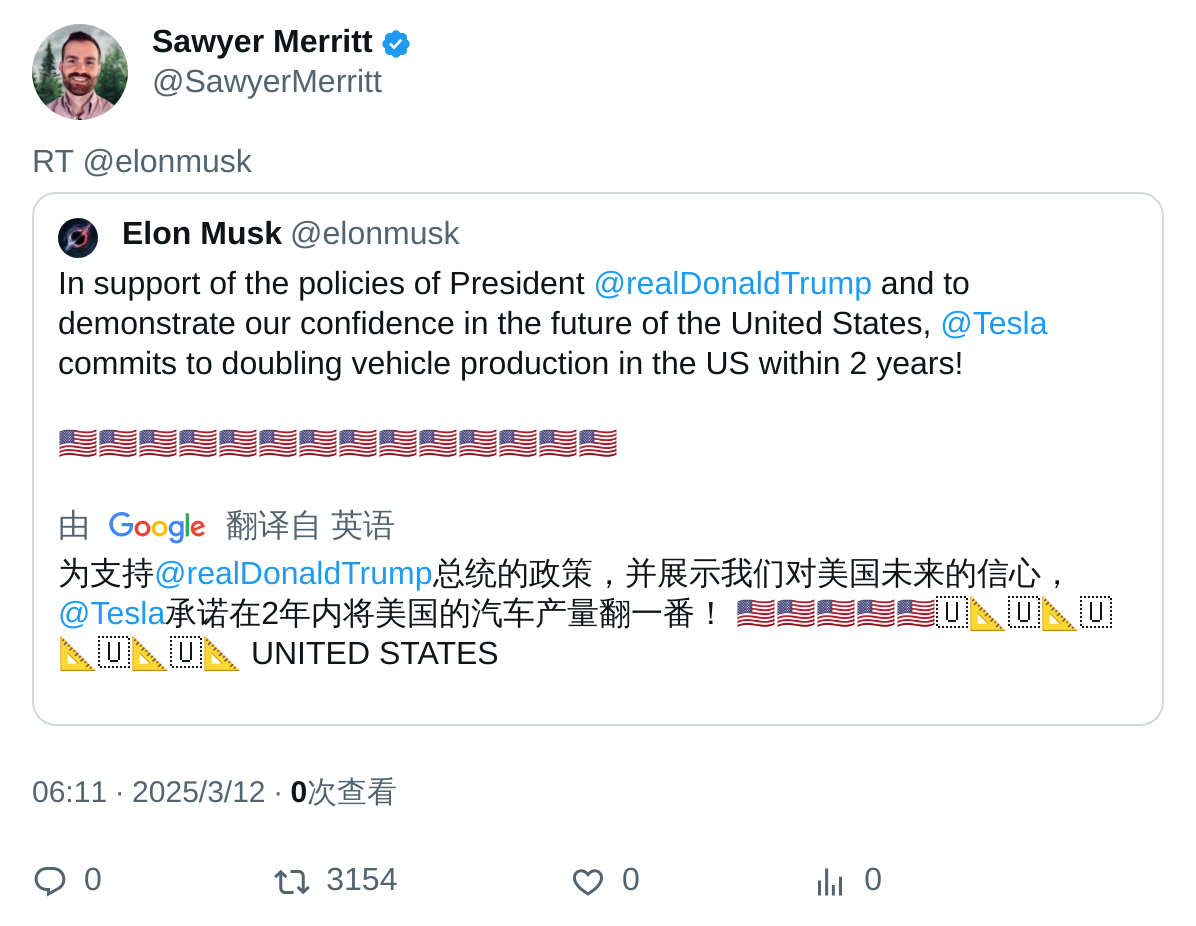 Sawyer Merritt
@SawyerMerritt
RT @elonmusk
Elon Musk @elonmusk
In support of the policies of President @realDonaldTrump and to
demonstrate our confidence in the future of the United States, @Tesla
commits to doubling vehicle production in the US within 2 years!
🇺🇸🇺🇸🇺🇸🇺🇸🇺🇸🇺🇸🇺🇸🇺🇸🇺🇸🇺🇸🇺🇸🇺🇸🇺🇸🇺🇸
由 Google 翻译自 英语
为支持@realDonaldTrump总统的政策，并展示我们对美国未来的信心，
@Tesla承诺在2年内将美国的汽车产量翻一番！ 🇺🇸🇺🇸🇺🇸🇺🇸🇺🇸🇺📐🇺📐🇺
📐🇺📐🇺📐 UNITED STATES
06:11 · 2025/3/12 · 0次查看
0 3154 0 0